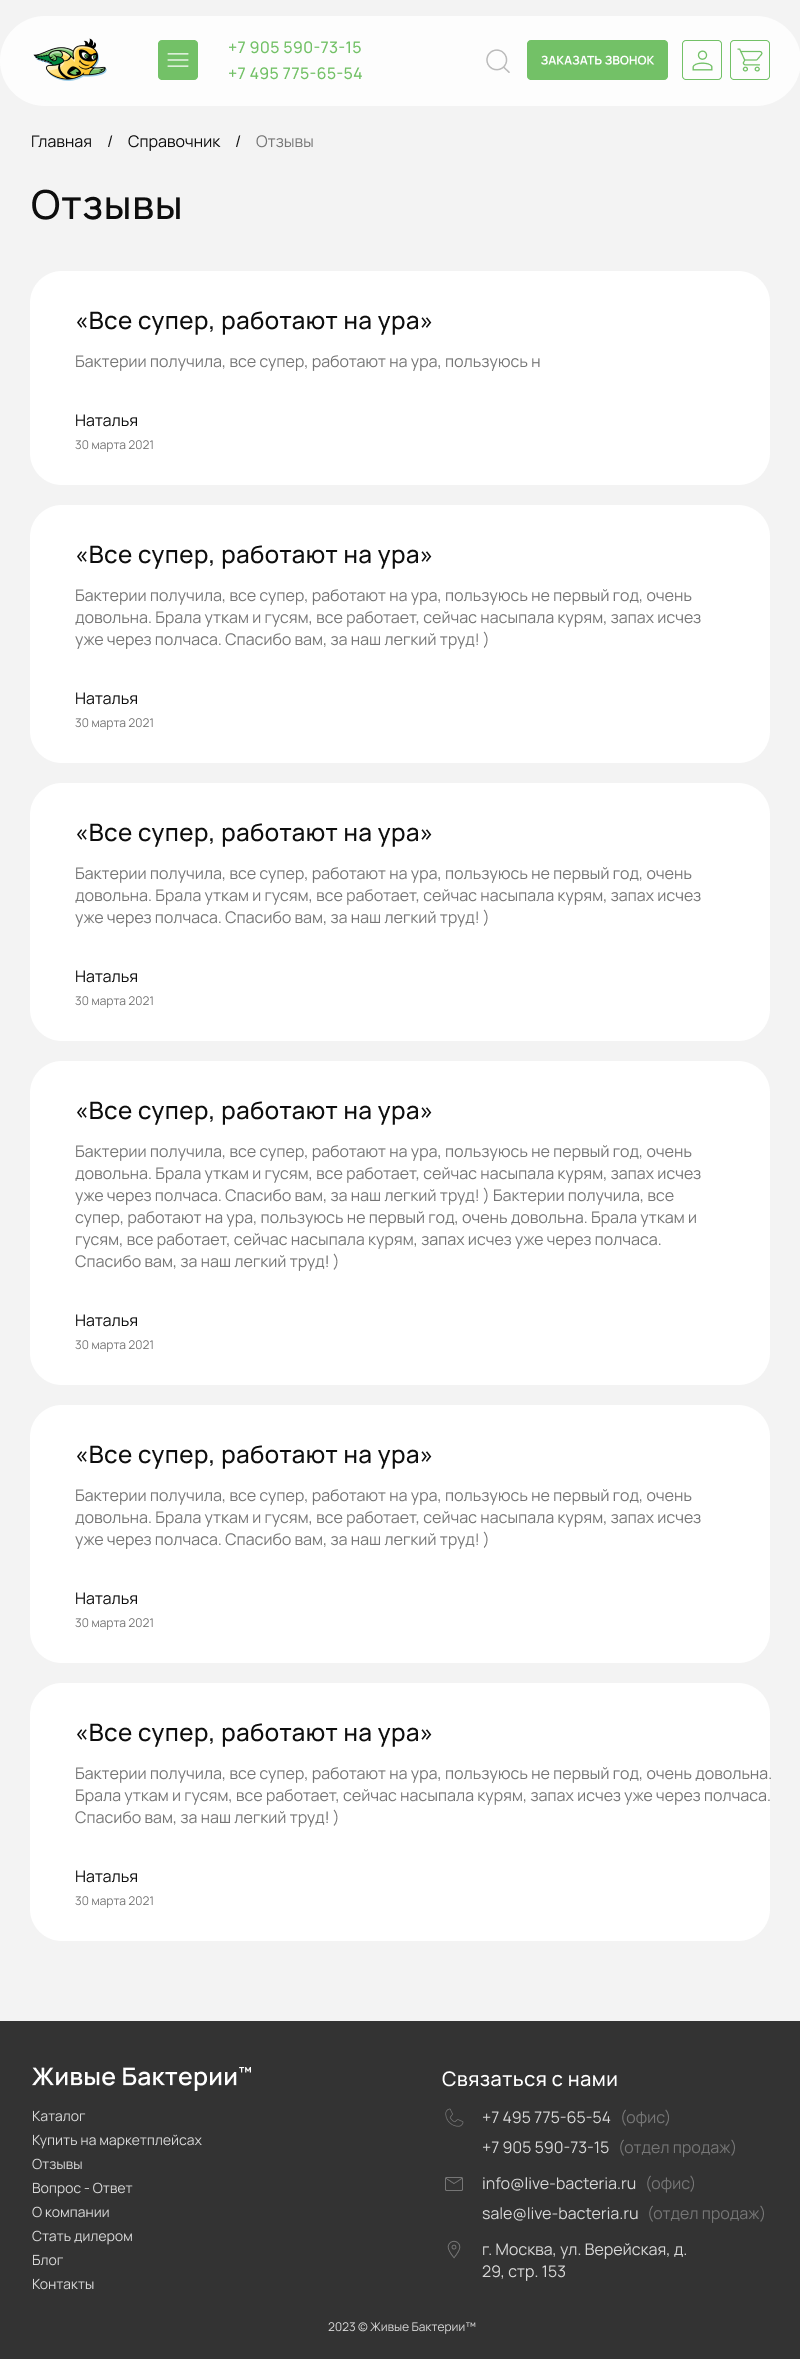 +7 905 590-73-15
+7 495 775-65-54
ЗАКАЗАТЬ ЗВОНОК
Главная / Справочник / Отзывы
Отзывы
«Все супер, работают на ура»
Бактерии получила, все супер, работают на ура, пользуюсь н
Наталья
30 марта 2021
«Все супер, работают на ура»
Бактерии получила, все супер, работают на ура, пользуюсь не первый год, очень
довольна. Брала уткам и гусям, все работает, сейчас насыпала курям, запах исчез
уже через полчаса. Спасибо вам, за наш легкий труд! )
Наталья
30 марта 2021
«Все супер, работают на ура»
Бактерии получила, все супер, работают на ура, пользуюсь не первый год, очень
довольна. Брала уткам и гусям, все работает, сейчас насыпала курям, запах исчез
уже через полчаса. Спасибо вам, за наш легкий труд! )
Наталья
30 марта 2021
«Все супер, работают на ура»
Бактерии получила, все супер, работают на ура, пользуюсь не первый год, очень
довольна. Брала уткам и гусям, все работает, сейчас насыпала курям, запах исчез
уже через полчаса. Спасибо вам, за наш легкий труд! ) Бактерии получила, все
супер, работают на ура, пользуюсь не первый год, очень довольна. Брала уткам и
гусям, все работает, сейчас насыпала курям, запах исчез уже через полчаса.
Спасибо вам, за наш легкий труд! )
Наталья
30 марта 2021
«Все супер, работают на ура»
Бактерии получила, все супер, работают на ура, пользуюсь не первый год, очень
довольна. Брала уткам и гусям, все работает, сейчас насыпала курям, запах исчез
уже через полчаса. Спасибо вам, за наш легкий труд! )
Наталья
30 марта 2021
«Все супер, работают на ура»
Бактерии получила, все супер, работают на ура, пользуюсь не первый год, очень довольна.
Брала уткам и гусям, все работает, сейчас насыпала курям, запах исчез уже через полчаса.
Спасибо вам, за наш легкий труд! )
Наталья
30 марта 2021
Живые Бактерии™
Каталог
Купить на маркетплейсах
Отзывы
Вопрос - Ответ
О компании
Стать дилером
Блог
Контакты
Связаться с нами
+7 495 775-65-54 (офис)
+7 905 590-73-15 (отдел продаж)
info@live-bacteria.ru (офис)
sale@live-bacteria.ru (отдел продаж)
г. Москва, ул. Верейская, д.
29, стр. 153
2023 © Живые Бактерии™